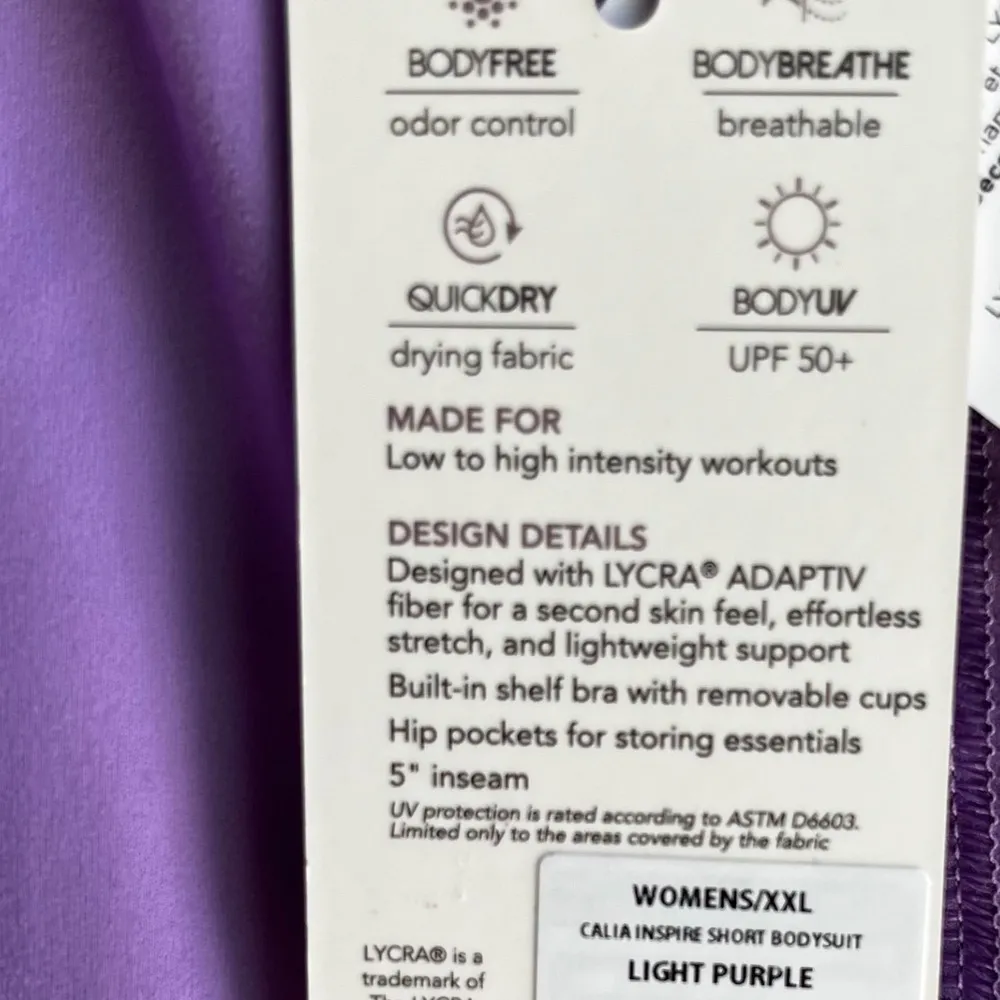 BODYFREE
odor control
BODYBREATHE
breathable
QUICKDRY
drying fabric
BODYUV
UPF 50+
MADE FOR
Low to high intensity workouts
DESIGN DETAILS
Designed with LYCRA® ADAPTIV
fiber for a second skin feel, effortless
stretch, and lightweight support
Built-in shelf bra with removable cups
Hip pockets for storing essentials
5" inseam
UV protection is rated according to ASTM D6603.
Limited only to the areas covered by the fabric
WOMENS/XXL
CALIA INSPIRE SHORT BODYSUIT
LIGHT PURPLE
LYCRA® is a
trademark of